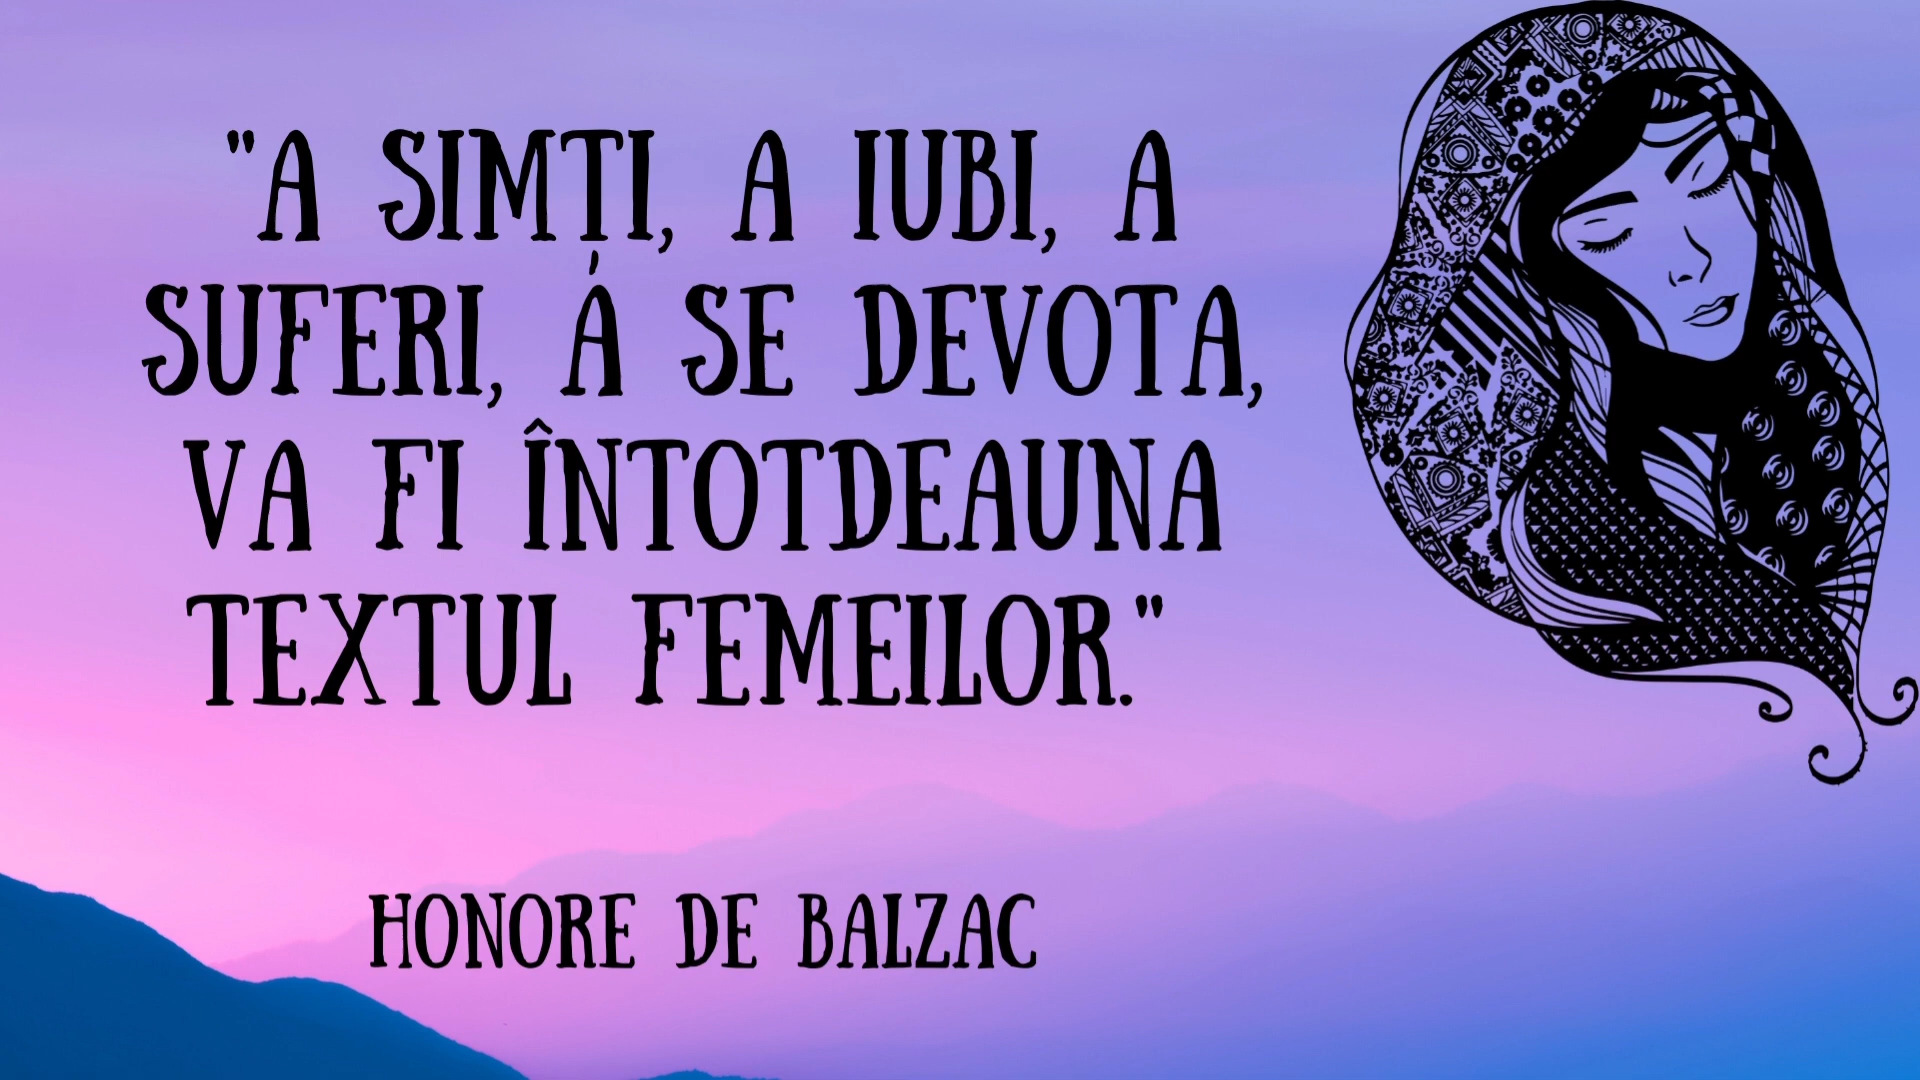 "A SIMȚI, A IUBI, A
SUFERI, A SE DEVOTA,
VA FI ÎNTOTDEAUNA
TEXTUL FEMEILOR."
HONORE DE BALZAC